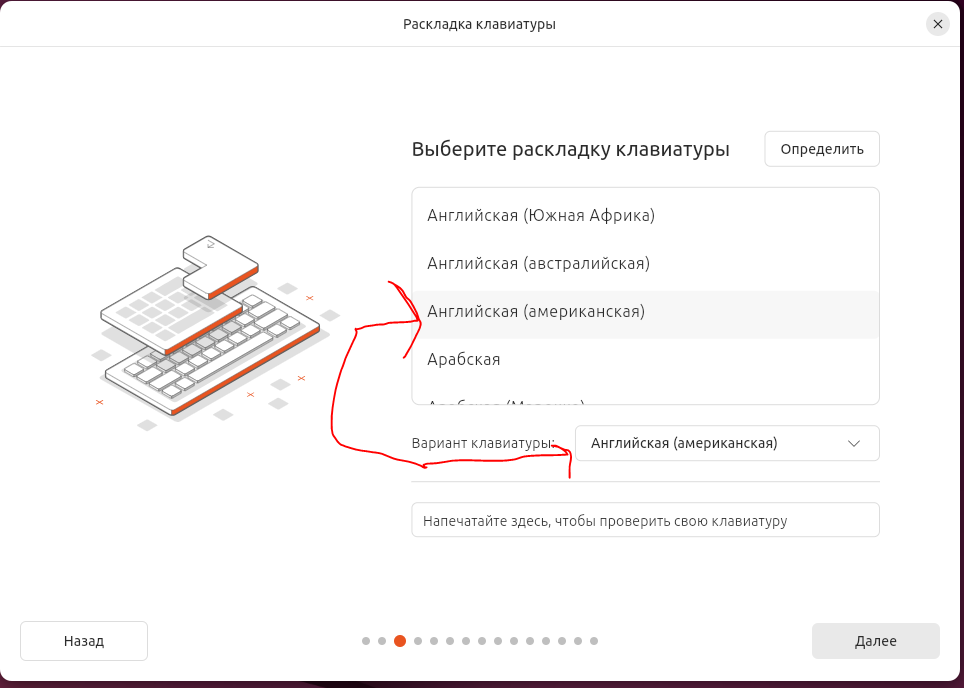 Раскладка клавиатуры
Выберите раскладку клавиатуры
Определить
Английская (Южная Африка)
Английская (австралийская)
Английская (американская)
Арабская
Вариант клавиатуры:
Английская (американская)
Напечатайте здесь, чтобы проверить свою клавиатуру
Назад
Далее